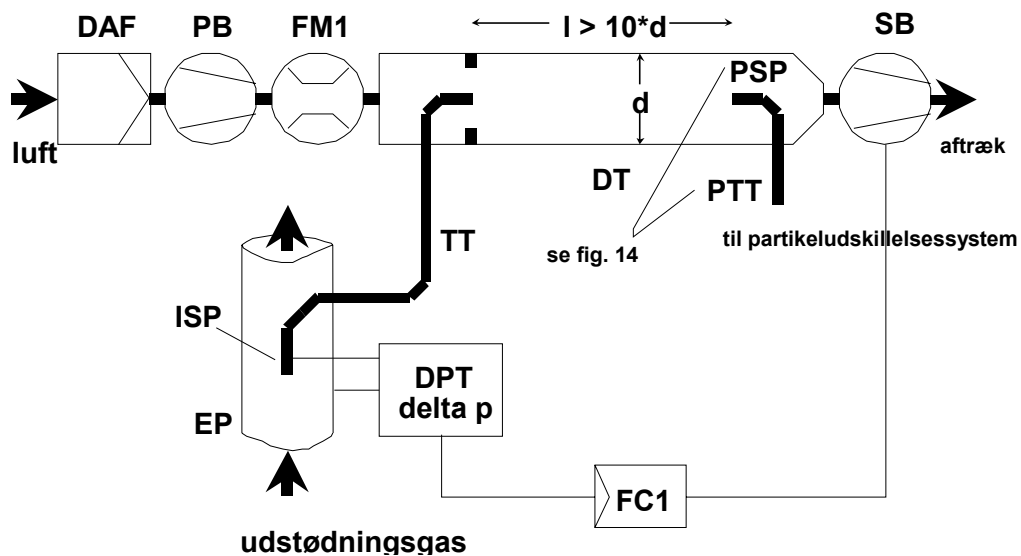 DAF
PB
FM1
l > 10*d
SB
d
PSP
luft
aftræk
DT
PTT
TT
se fig. 14
til partikeludskillelsessystem
ISP
DPT
delta p
EP
FC1
udstødningsgas